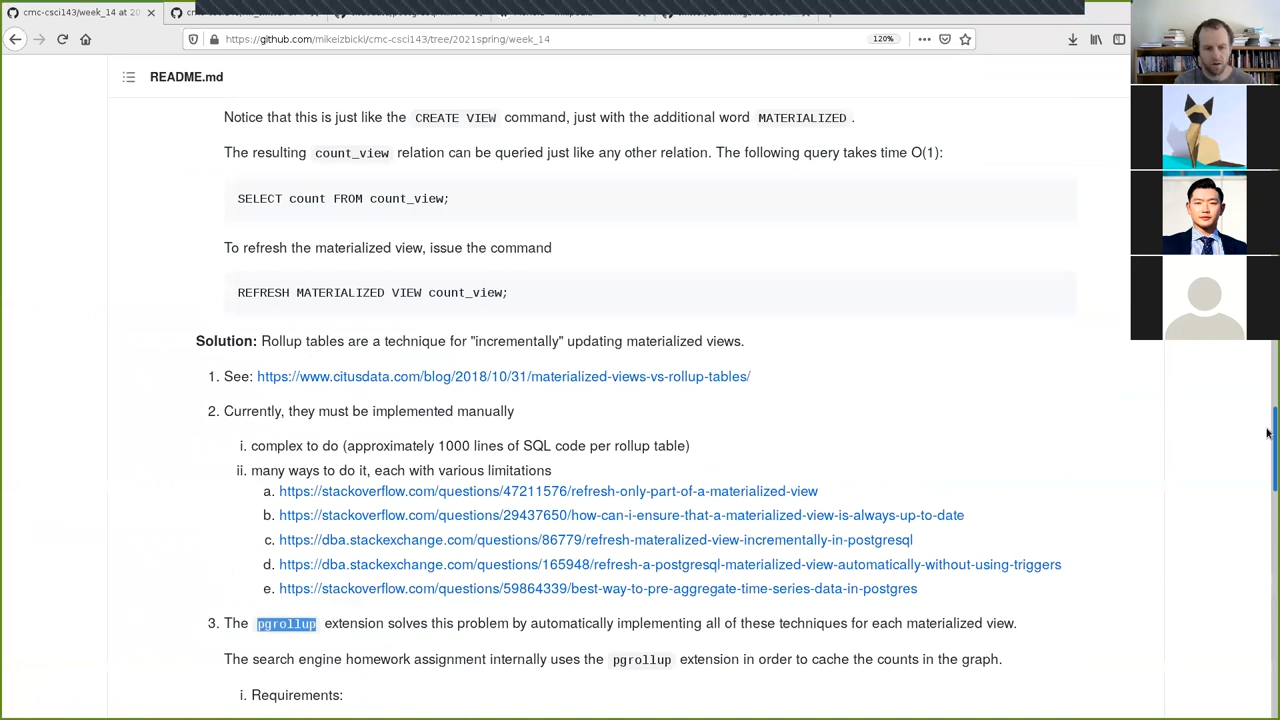 cmc-csci143/week_14 at 20
https://github.com/mikeizbicki/cmc-csci143/tree/2021spring/week_14
120%
README.md
Notice that this is just like the CREATE VIEW command, just with the additional word MATERIALIZED .
The resulting count_view relation can be queried just like any other relation. The following query takes time O(1):
SELECT count FROM count_view;
To refresh the materialized view, issue the command
REFRESH MATERIALIZED VIEW count_view;
Solution: Rollup tables are a technique for "incrementally" updating materialized views.
1. See: https://www.citusdata.com/blog/2018/10/31/materialized-views-vs-rollup-tables/
2. Currently, they must be implemented manually
i. complex to do (approximately 1000 lines of SQL code per rollup table)
ii. many ways to do it, each with various limitations
a. https://stackoverflow.com/questions/47211576/refresh-only-part-of-a-materialized-view
b. https://stackoverflow.com/questions/29437650/how-can-i-ensure-that-a-materialized-view-is-always-up-to-date
c. https://dba.stackexchange.com/questions/86779/refresh-materalized-view-incrementally-in-postgresql
d. https://dba.stackexchange.com/questions/165948/refresh-a-postgresql-materialized-view-automatically-without-using-triggers
e. https://stackoverflow.com/questions/59864339/best-way-to-pre-aggregate-time-series-data-in-postgres
3. The pgrollup extension solves this problem by automatically implementing all of these techniques for each materialized view.
The search engine homework assignment internally uses the pgrollup extension in order to cache the counts in the graph.
i. Requirements: